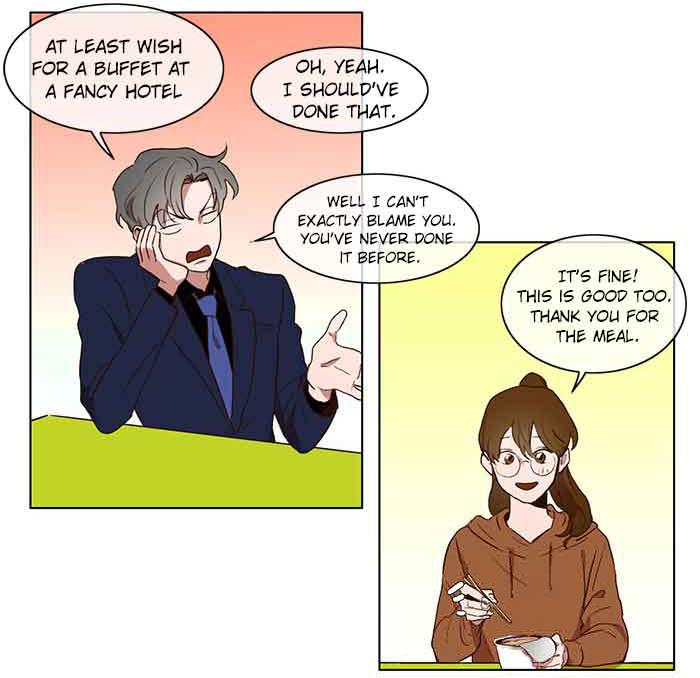 AT LEAST WISH
FOR A BUFFET AT
A FANCY HOTEL
OH, YEAH.
I SHOULD'VE
DONE THAT.
WELL I CAN'T
EXACTLY BLAME YOU.
YOU'VE NEVER DONE
IT BEFORE.
IT'S FINE!
THIS IS GOOD TOO.
THANK YOU FOR
THE MEAL.